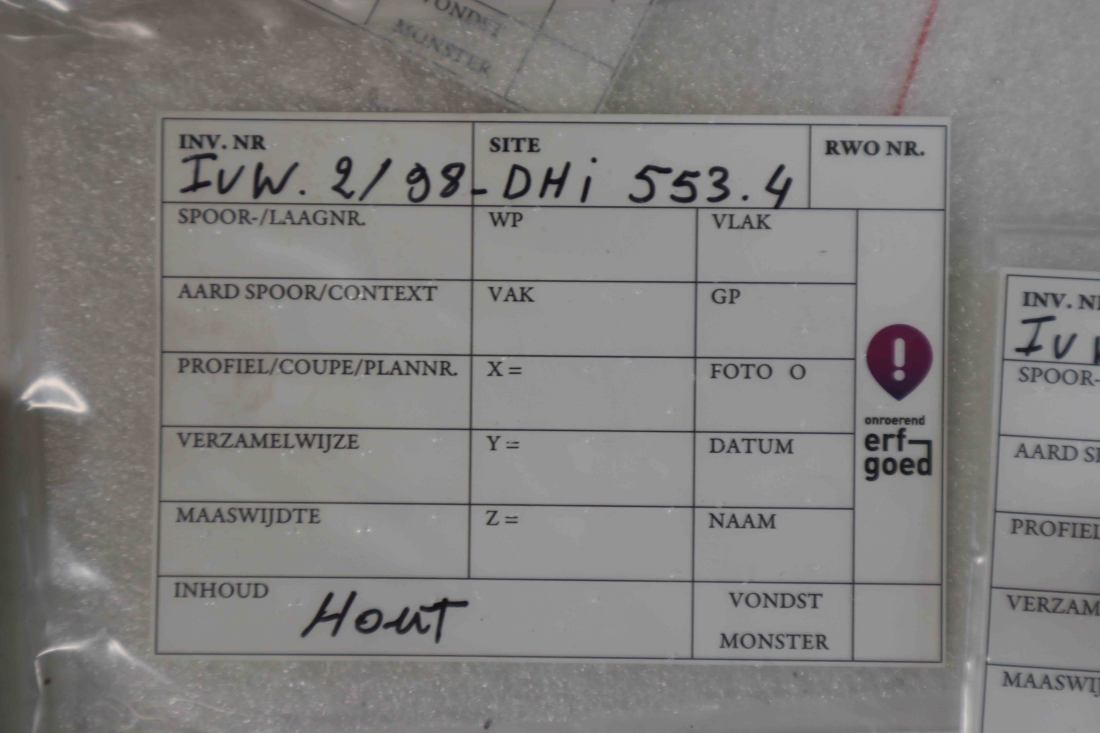 VONDST
MONSTER
INV. NR SITE RWO NR.
IVW. 2/98-DHi 553.4
SPOOR-/LAAGNR. WP VLAK
AARD SPOOR/CONTEXT VAK GP
PROFIEL/COUPE/PLANNR. X= FOTO O
VERZAMELWIJZE Y= DATUM
MAASWIJDTE Z= NAAM
INHOUD Hout VONDST
MONSTER
onroerend
erf
goed
INV. N
IV
SPOOR-
AARD S
PROFIEL
VERZAM
MAASWIJ